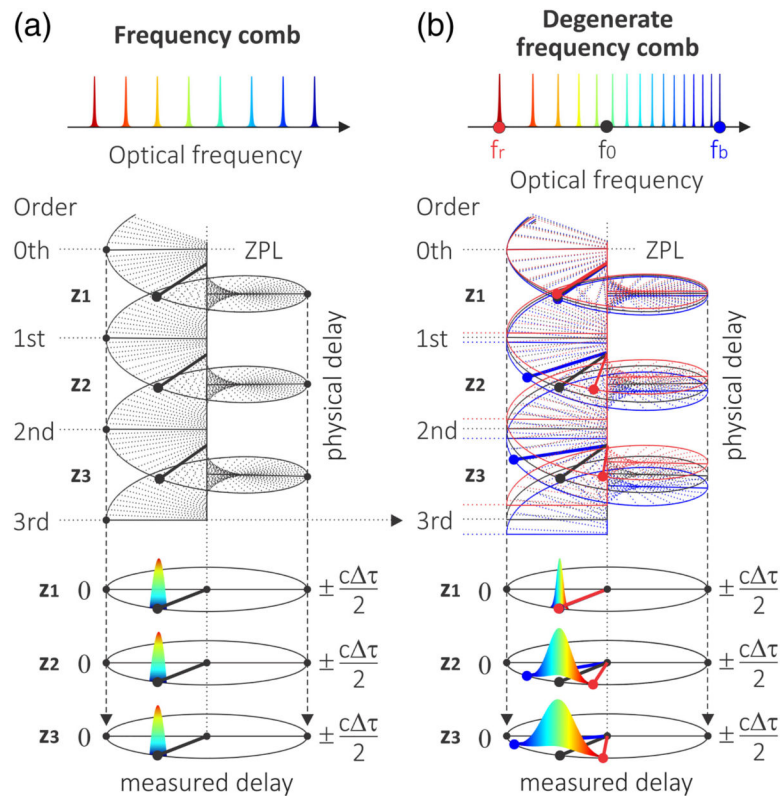 (a)
Frequency comb
Optical frequency
Order
0th
ZPL
z1
1st
z2
2nd
z3
3rd
physical delay
z1 0 ± cΔτ/2
z2 0 ± cΔτ/2
z3 0 ± cΔτ/2
measured delay
(b)
Degenerate
frequency comb
fr f0 fb
Optical frequency
Order
0th
ZPL
z1
1st
z2
2nd
z3
3rd
physical delay
z1 0 ± cΔτ/2
z2 0 ± cΔτ/2
z3 0 ± cΔτ/2
measured delay